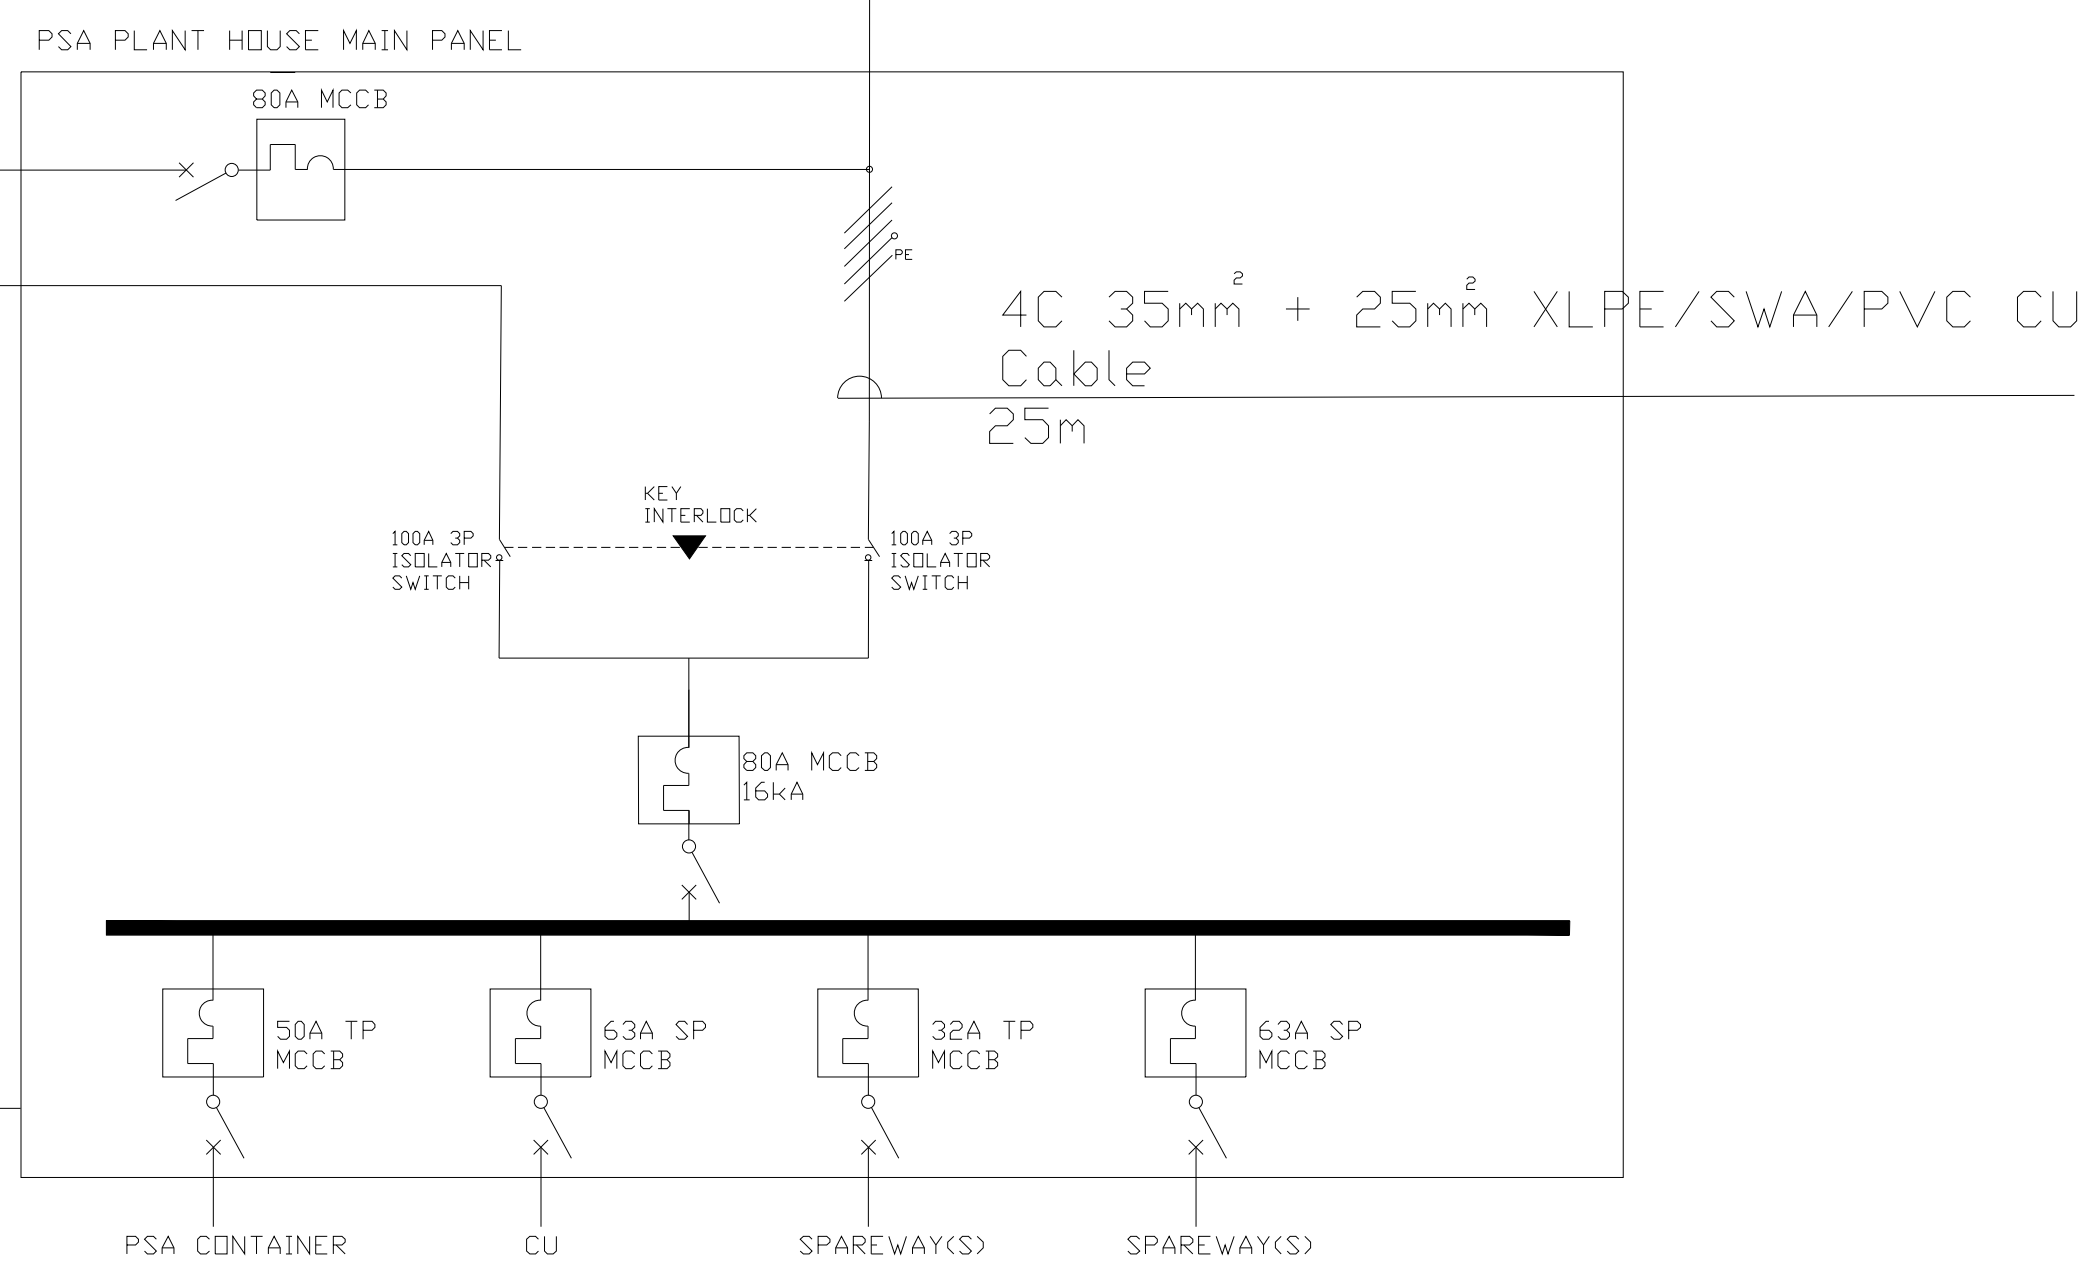 PSA PLANT HOUSE MAIN PANEL
80A MCCB
PE
4C 35mm² + 25mm² XLPE/SWA/PVC CU
Cable
25m
KEY
INTERLOCK
100A 3P
ISOLATOR
SWITCH
100A 3P
ISOLATOR
SWITCH
80A MCCB
16kA
50A TP
MCCB
63A SP
MCCB
32A TP
MCCB
63A SP
MCCB
PSA CONTAINER
CU
SPAREWAY(S)
SPAREWAY(S)